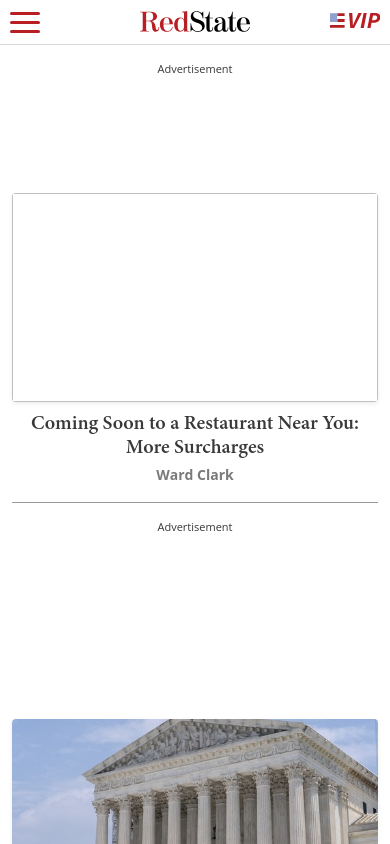 RedState
VIP
Advertisement
Coming Soon to a Restaurant Near You:
More Surcharges
Ward Clark
Advertisement